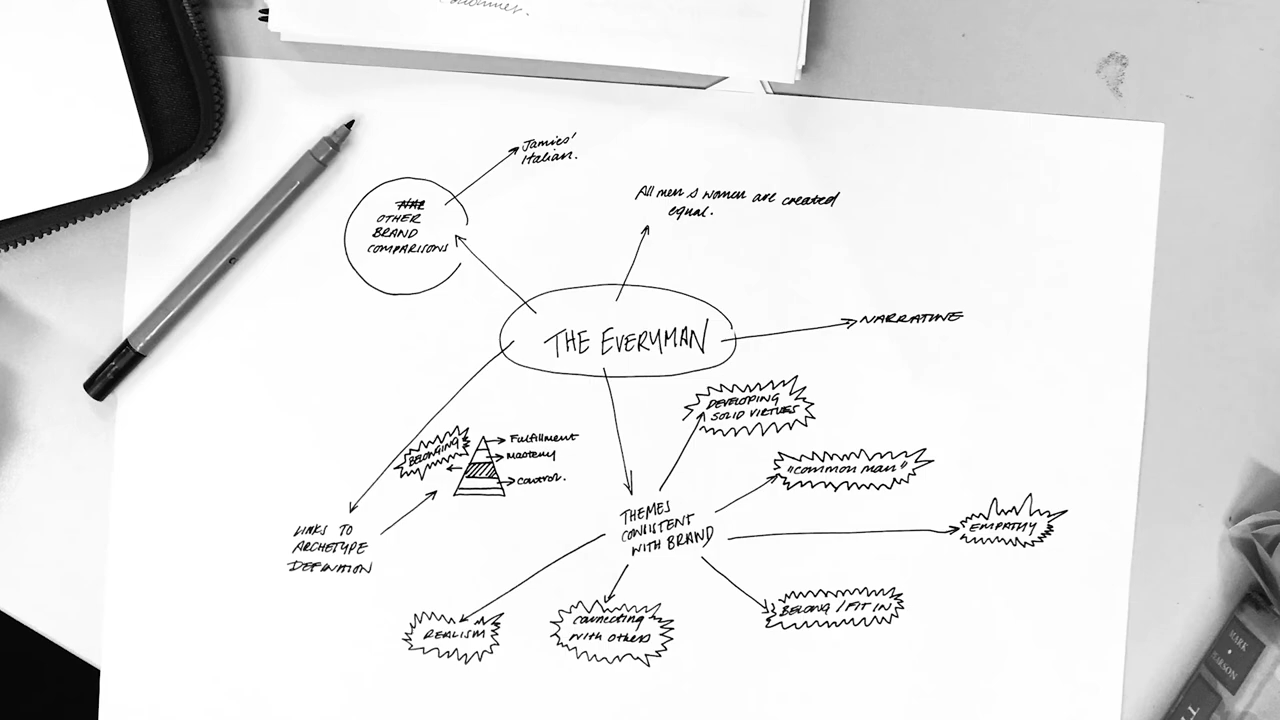 Jamies'
Italian.
OTHER
BRAND
COMPARISONS
All men & women are created
equal.
THE EVERYMAN
NARRATIVE
DEVELOPING
SOLID VIRTUES
BELONGING
Fulfillment
Mastery
control.
"common man"
LINKS TO
ARCHETYPE
DEFINITION
THEMES
CONSISTENT
WITH BRAND
EMPATHY
BELONG / FIT IN
REALISM
connecting
with others
MARK
PEARSON